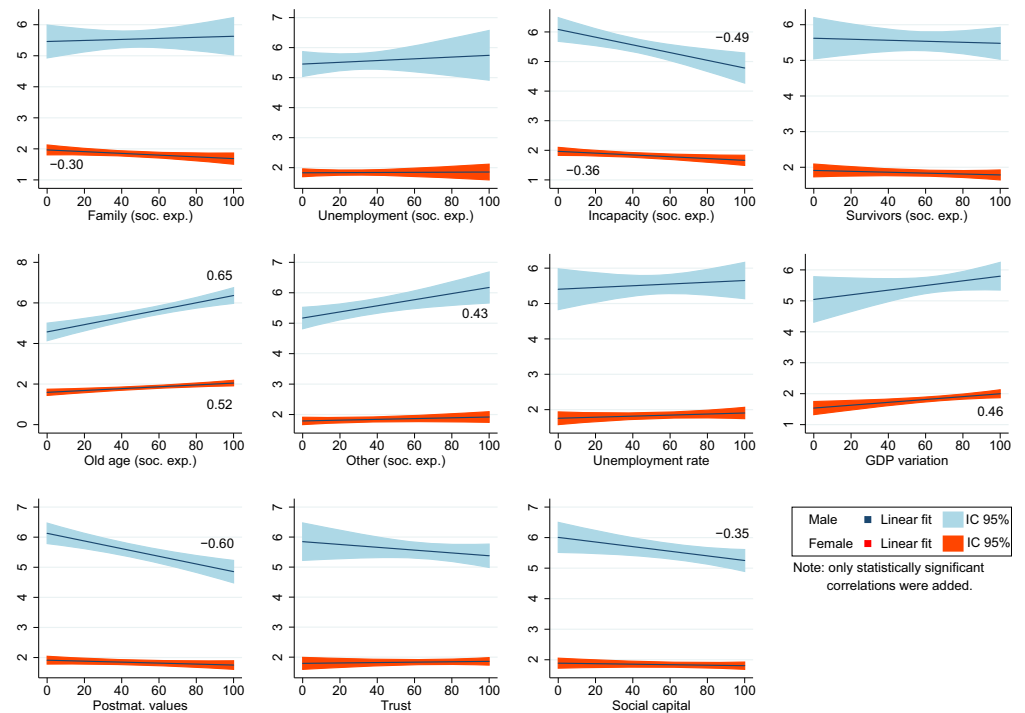 6
5
4
3
2
1
−0.30
0 20 40 60 80 100
Family (soc. exp.)
7
6
5
4
3
2
0 20 40 60 80 100
Unemployment (soc. exp.)
6
5
4
3
2
1
−0.49
−0.36
0 20 40 60 80 100
Incapacity (soc. exp.)
6
5
4
3
2
0 20 40 60 80 100
Survivors (soc. exp.)
8
6
4
2
0
0.65
0.52
0 20 40 60 80 100
Old age (soc. exp.)
7
6
5
4
3
2
0.43
0 20 40 60 80 100
Other (soc. exp.)
6
5
4
3
2
0 20 40 60 80 100
Unemployment rate
6
5
4
3
2
1
0.46
0 20 40 60 80 100
GDP variation
7
6
5
4
3
2
−0.60
0 20 40 60 80 100
Postmat. values
7
6
5
4
3
2
0 20 40 60 80 100
Trust
7
6
5
4
3
2
−0.35
0 20 40 60 80 100
Social capital
Male Linear fit IC 95%
Female Linear fit IC 95%
Note: only statistically significant
correlations were added.